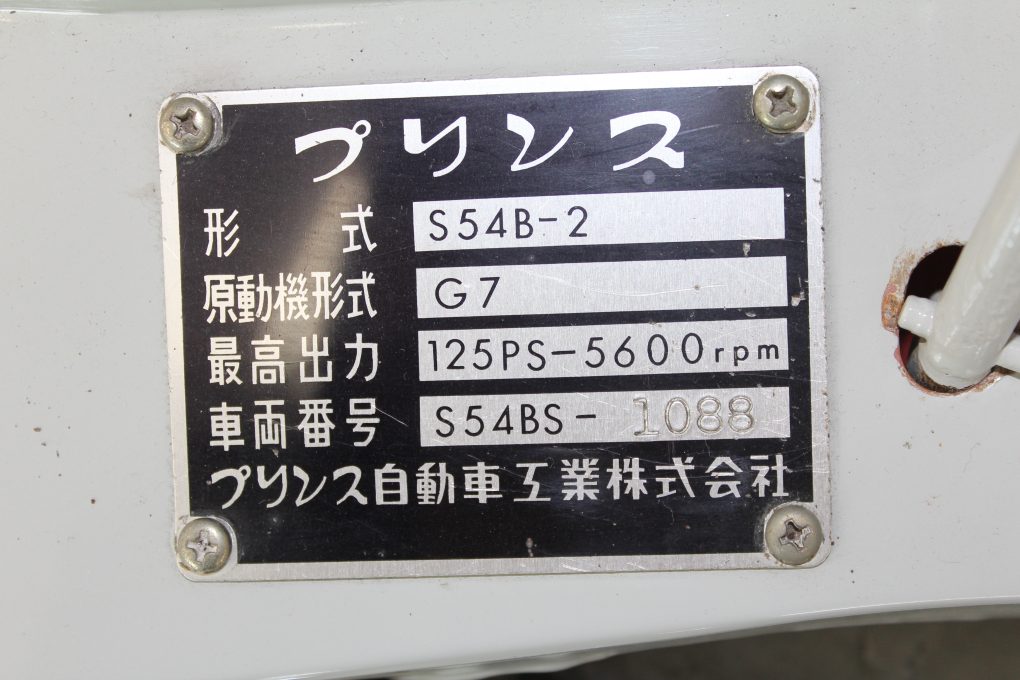 プリンス
形式 S54B-2
原動機形式 G7
最高出力 125PS-5600rpm
車両番号 S54BS- 1088
プリンス自動車工業株式会社